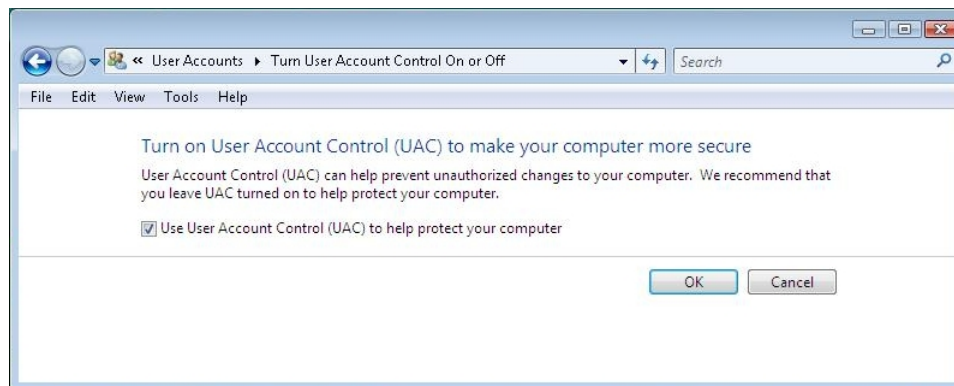 « User Accounts ▸ Turn User Account Control On or Off
Search
File Edit View Tools Help
Turn on User Account Control (UAC) to make your computer more secure
User Account Control (UAC) can help prevent unauthorized changes to your computer. We recommend that
you leave UAC turned on to help protect your computer.
Use User Account Control (UAC) to help protect your computer
OK Cancel